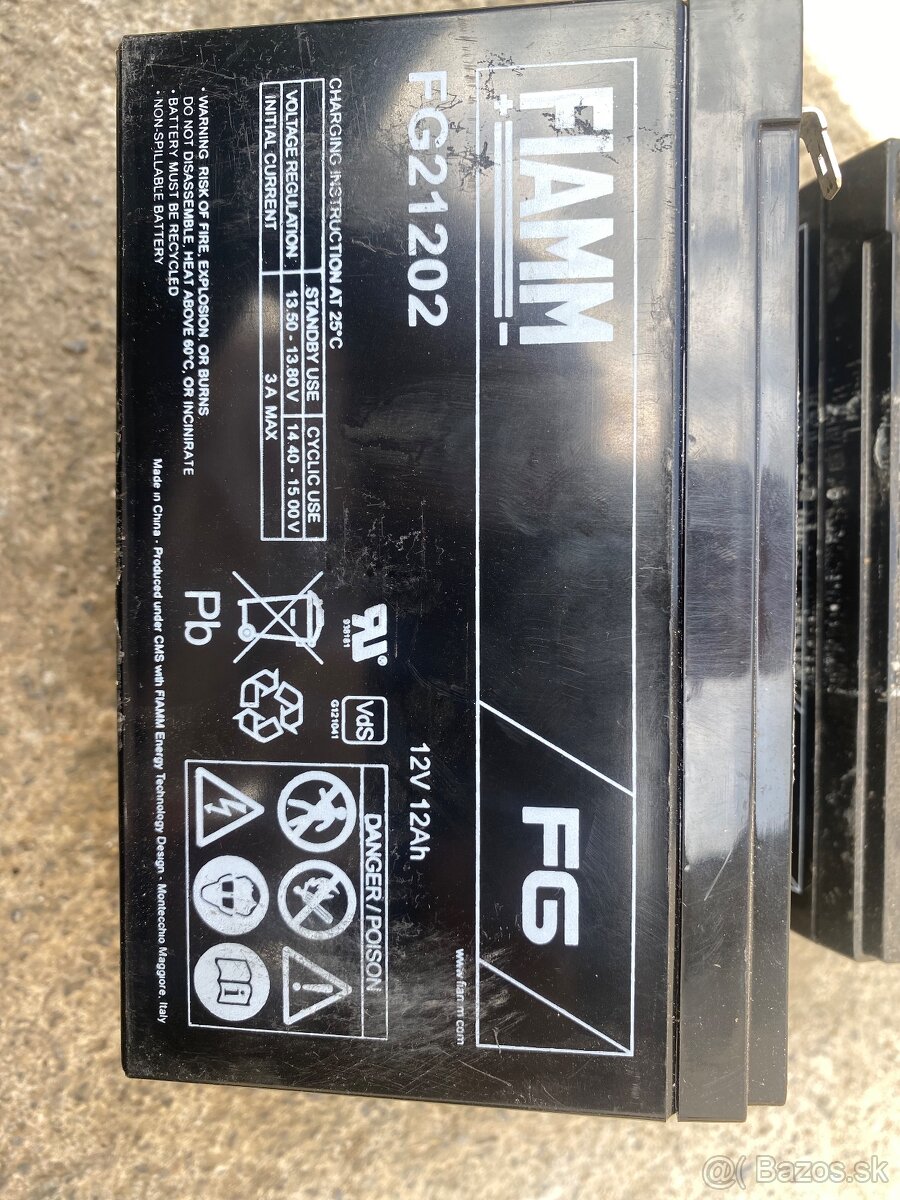 FIAMM
FG
FG21202
12V 12Ah
www.fiamm.com
CHARGING INSTRUCTION AT 25°C
STANDBY USE CYCLIC USE
VOLTAGE REGULATION 13.50 - 13.80 V 14.40 - 15.00 V
INITIAL CURRENT 3 A MAX
• WARNING RISK OF FIRE, EXPLOSION, OR BURNS
DO NOT DISASSEMBLE, HEAT ABOVE 60°C, OR INCINIRATE
• BATTERY MUST BE RECYCLED
• NON-SPILLABLE BATTERY
Pb
VdS
G121041
DANGER / POISON
Made in China - Produced under CMS with FIAMM Energy Technology Design - Montecchio Maggiore, Italy
@( Bazos.sk